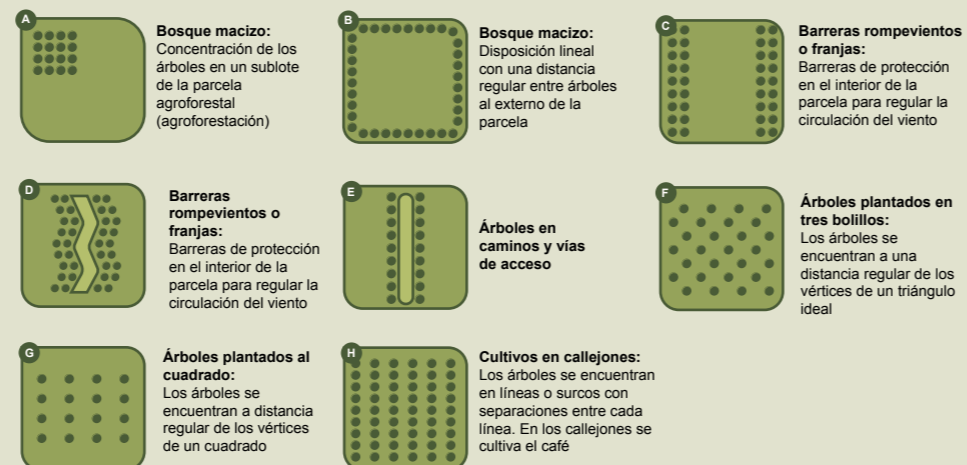 A
Bosque macizo:
Concentración de los
árboles en un sublote
de la parcela
agroforestal
(agroforestación)
B
Bosque macizo:
Disposición lineal
con una distancia
regular entre árboles
al externo de la
parcela
C
Barreras rompevientos
o franjas:
Barreras de protección
en el interior de la
parcela para regular la
circulación del viento
D
Barreras
rompevientos o
franjas:
Barreras de protección
en el interior de la
parcela para regular la
circulación del viento
E
Árboles en
caminos y vías
de acceso
F
Árboles plantados en
tres bolillos:
Los árboles se
encuentran a una
distancia regular de los
vértices de un triángulo
ideal
G
Árboles plantados al
cuadrado:
Los árboles se
encuentran a distancia
regular de los vértices
de un cuadrado
H
Cultivos en callejones:
Los árboles se encuentran
en líneas o surcos con
separaciones entre cada
línea. En los callejones se
cultiva el café